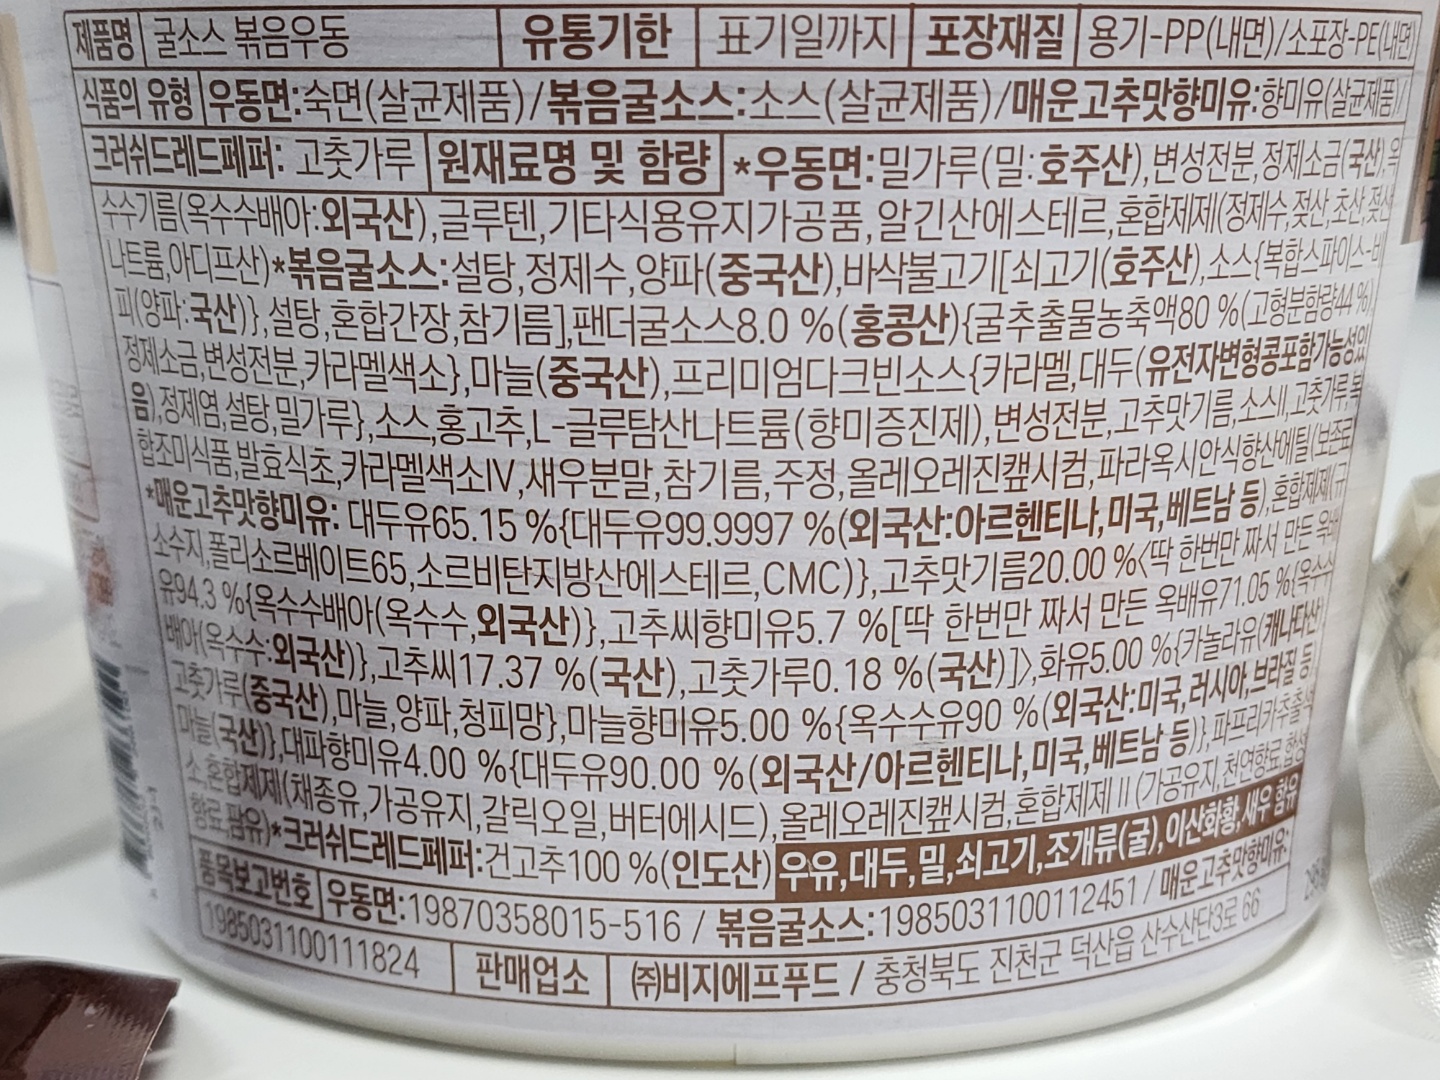 제품명 굴소스 볶음우동 유통기한 표기일까지 포장재질 용기-PP(내면)/소포장-PE(내면)
식품의 유형 우동면:숙면(살균제품)/볶음굴소스:소스(살균제품)/매운고추맛향미유:향미유(살균제품)/
크러쉬드레드페퍼: 고춧가루 원재료명 및 함량 *우동면:밀가루(밀:호주산),변성전분,정제소금(국산),옥
수수기름(옥수수배아:외국산),글루텐,기타식용유지가공품,알긴산에스테르,혼합제제(정제수,젖산,초산,젖산
나트륨,아디프산)*볶음굴소스:설탕,정제수,양파(중국산),바삭불고기[쇠고기(호주산),소스{복합스파이스-비
피(양파:국산)},설탕,혼합간장,참기름],팬더굴소스8.0 %(홍콩산){굴추출물농축액80 %(고형분함량44 %),
정제소금,변성전분,카라멜색소},마늘(중국산),프리미엄다크빈소스{카라멜,대두(유전자변형콩포함가능성있
음),정제염,설탕,밀가루},소스,홍고추,L-글루탐산나트륨(향미증진제),변성전분,고추맛기름,소스II,고춧가루,복
합조미식품,발효식초,카라멜색소IV,새우분말,참기름,주정,올레오레진캪시컴,파라옥시안식향산에틸(보존료)
*매운고추맛향미유: 대두유65.15 %{대두유99.9997 %(외국산:아르헨티나,미국,베트남 등),혼합제제(규
소수지,폴리소르베이트65,소르비탄지방산에스테르,CMC)},고추맛기름20.00 %<딱 한번만 짜서 만든 옥배
유94.3 %{옥수수배아(옥수수,외국산)},고추씨향미유5.7 %[딱 한번만 짜서 만든 옥배유71.05 %{옥수수
배아(옥수수:외국산)},고추씨17.37 %(국산),고춧가루0.18 %(국산)]>,화유5.00 %{카놀라유(캐나다산)
고춧가루(중국산),마늘,양파,청피망},마늘향미유5.00 %{옥수수유90 %(외국산:미국,러시아,브라질 등),
마늘(국산)},대파향미유4.00 %{대두유90.00 %(외국산/아르헨티나,미국,베트남 등)},파프리카추출색
소,혼합제제(채종유,가공유지,갈릭오일,버터에시드),올레오레진캪시컴,혼합제제II(가공유지,천연향료,합성
향료,팜유)*크러쉬드레드페퍼:건고추100 %(인도산) 우유,대두,밀,쇠고기,조개류(굴),이산화황,새우 함유
품목보고번호 우동면:19870358015-516 / 볶음굴소스:1985031100112451 / 매운고추맛향미유:
1985031100111824 판매업소 ㈜비지에프푸드 / 충청북도 진천군 덕산읍 산수산단3로 66